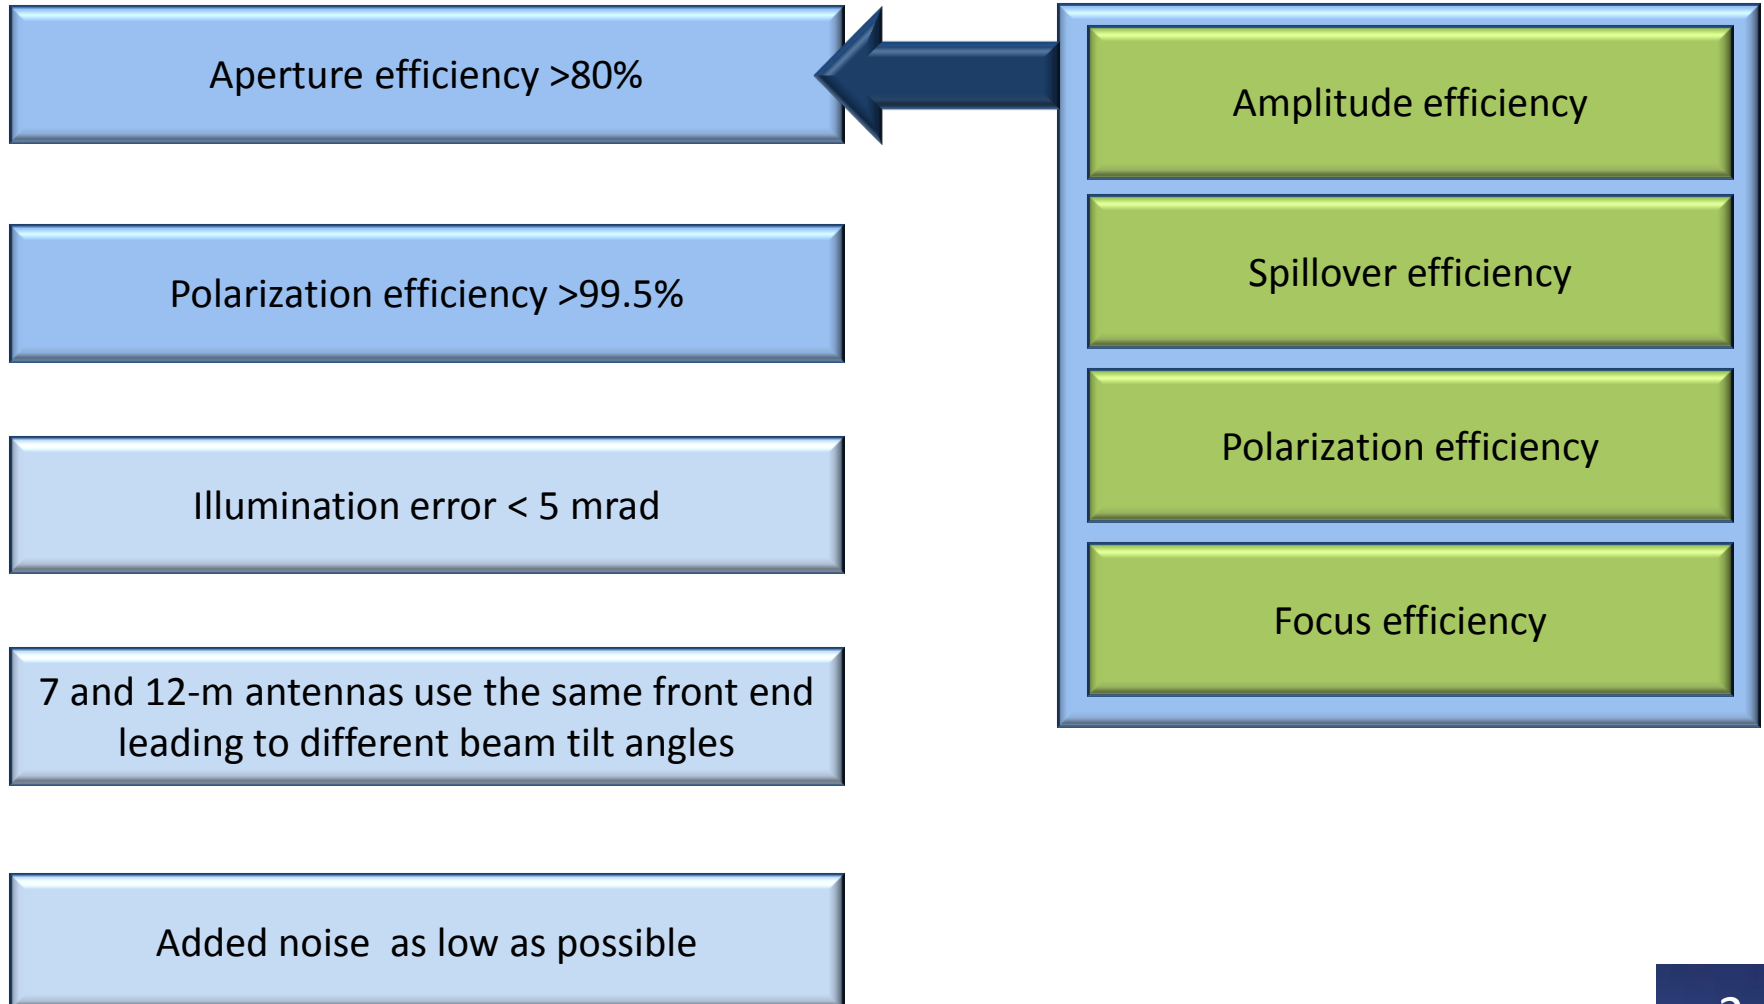 Aperture efficiency >80%
Polarization efficiency >99.5%
Illumination error < 5 mrad
7 and 12-m antennas use the same front end
leading to different beam tilt angles
Added noise  as low as possible
Amplitude efficiency
Spillover efficiency
Polarization efficiency
Focus efficiency